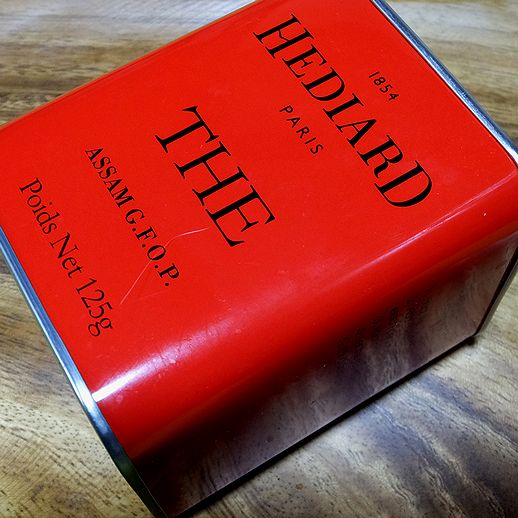 HEDIARD
1854
PARIS
THE
ASSAM G.F.O.P.
Poids Net 125g